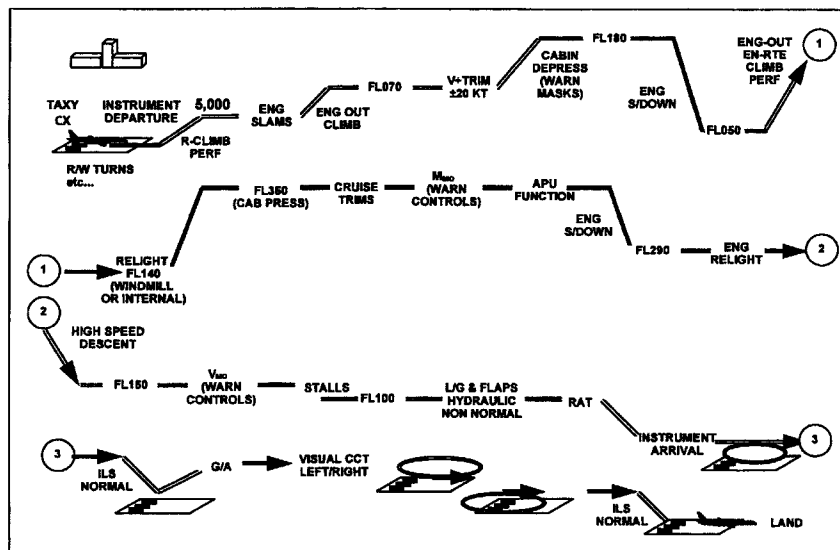 TAXY
CX
INSTRUMENT
DEPARTURE
R/W TURNS
etc...
5,000
R-CLIMB
PERF
ENG
SLAMS
ENG OUT
CLIMB
FL070
V+TRIM
±20 KT
CABIN
DEPRESS
(WARN
MASKS)
FL180
ENG
S/DOWN
FL050
ENG-OUT
EN-RTE
CLIMB
PERF
1
1
RELIGHT
FL140
(WINDMILL
OR INTERNAL)
FL350
(CAB PRESS)
CRUISE
TRIMS
MMO
(WARN
CONTROLS)
APU
FUNCTION
ENG
S/DOWN
FL290
ENG
RELIGHT
2
2
HIGH SPEED
DESCENT
FL150
VMO
(WARN
CONTROLS)
STALLS
FL100
L/G & FLAPS
HYDRAULIC
NON NORMAL
RAT
INSTRUMENT
ARRIVAL
3
3
ILS
NORMAL
G/A
VISUAL CCT
LEFT/RIGHT
ILS
NORMAL
LAND